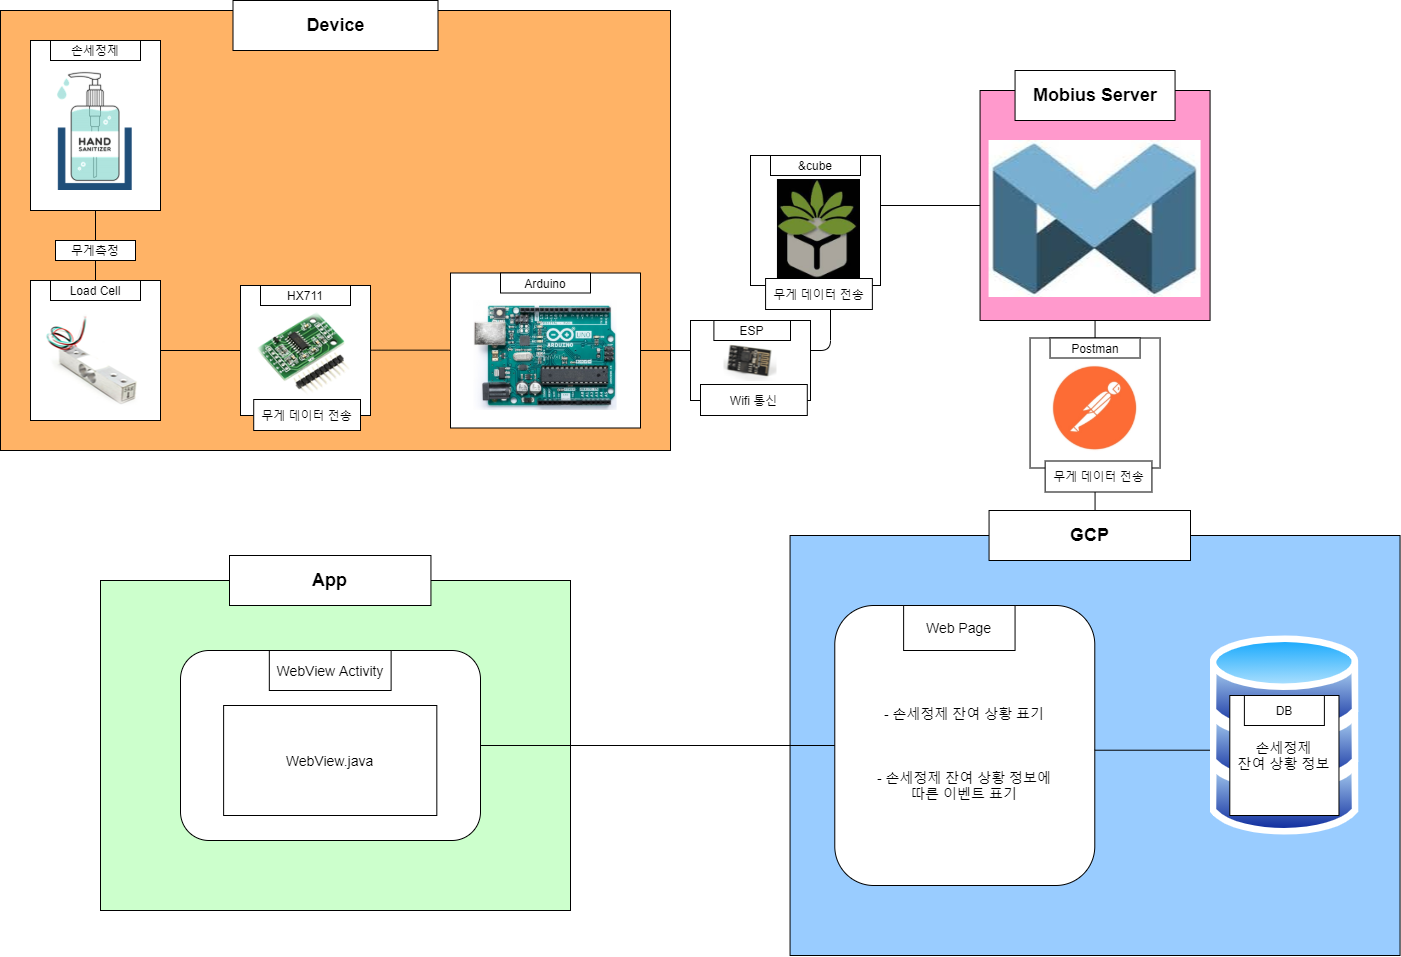 Device
손세정제
HAND
SANITIZER
무게측정
Load Cell
HX711
무게 데이터 전송
Arduino
UNO
ARDUINO
ESP
Wifi 통신
&cube
무게 데이터 전송
Mobius Server
Postman
무게 데이터 전송
GCP
Web Page
- 손세정제 잔여 상황 표기
- 손세정제 잔여 상황 정보에
따른 이벤트 표기
DB
손세정제
잔여 상황 정보
App
WebView Activity
WebView.java